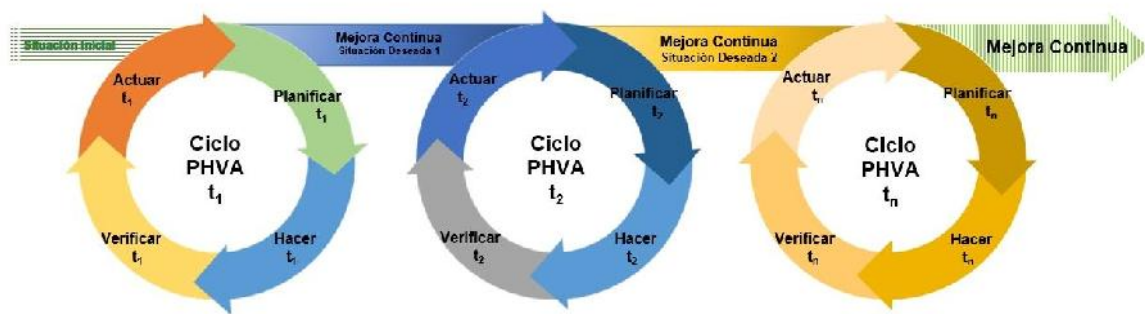 Situación Inicial
Mejora Continua
Situación Deseada 1
Mejora Continua
Situación Deseada 2
Mejora Continua
Actuar
t1
Planificar
t1
Ciclo
PHVA
t1
Verificar
t1
Hacer
t1
Actuar
t2
Planificar
t2
Ciclo
PHVA
t2
Verificar
t2
Hacer
t2
Actuar
tn
Planificar
tn
Ciclo
PHVA
tn
Verificar
tn
Hacer
tn